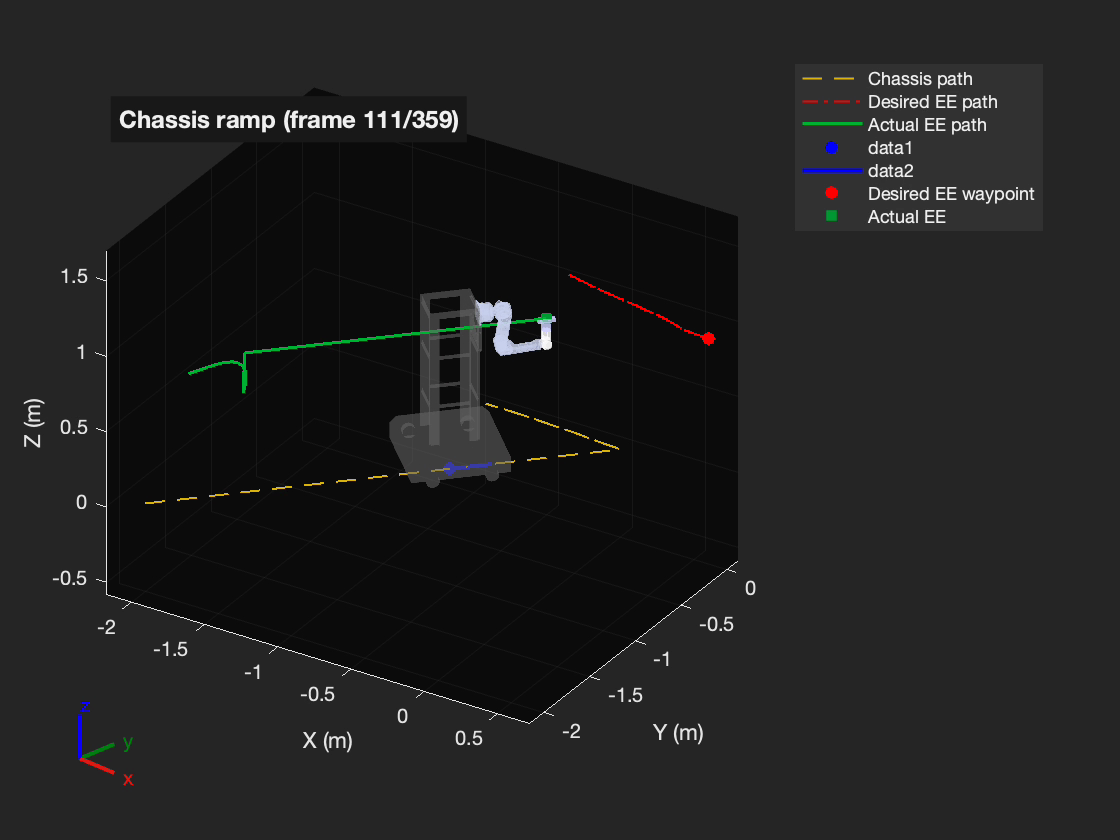 Chassis ramp (frame 111/359)
Chassis path
Desired EE path
Actual EE path
data1
data2
Desired EE waypoint
Actual EE
1.5
1
0.5
0
-0.5
Z (m)
-2
-1.5
-1
-0.5
0
0.5
X (m)
0
-0.5
-1
-1.5
-2
Y (m)
z
y
x